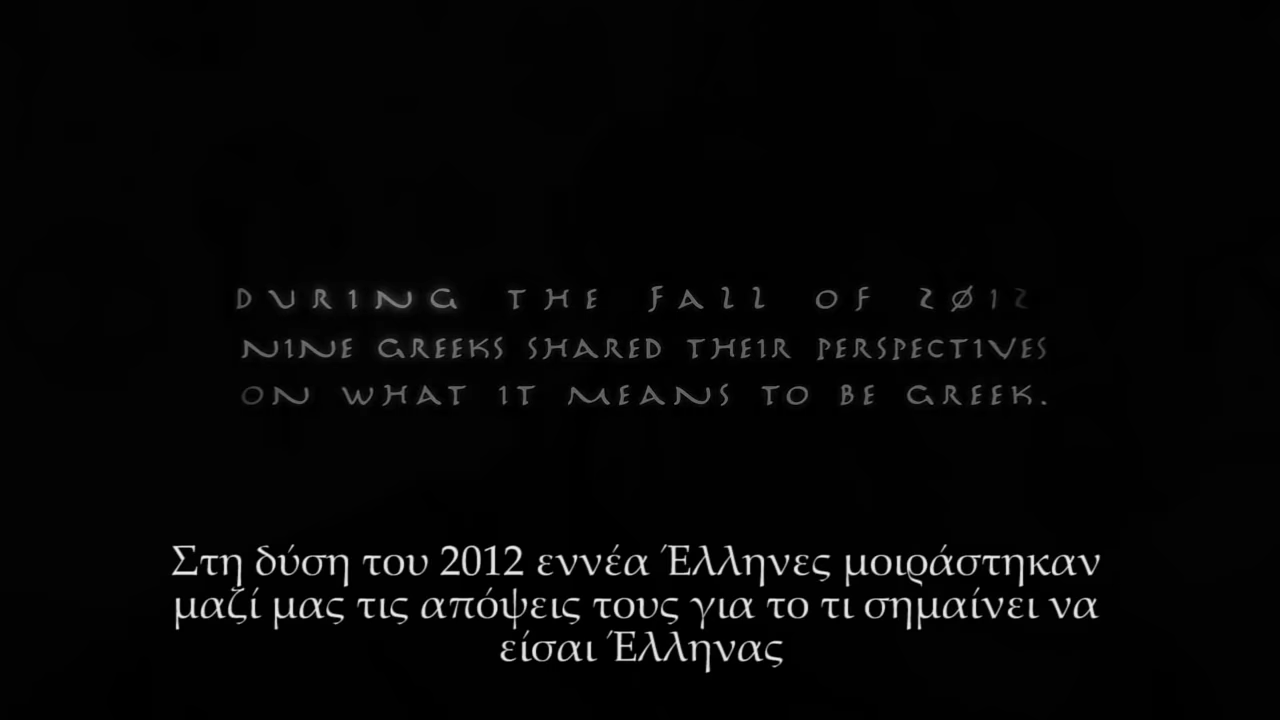 DURING THE FALL OF 2012
NINE GREEKS SHARED THEIR PERSPECTIVES
ON WHAT IT MEANS TO BE GREEK.
Στη δύση του 2012 εννέα Έλληνες μοιράστηκαν
μαζί μας τις απόψεις τους για το τι σημαίνει να
είσαι Έλληνας